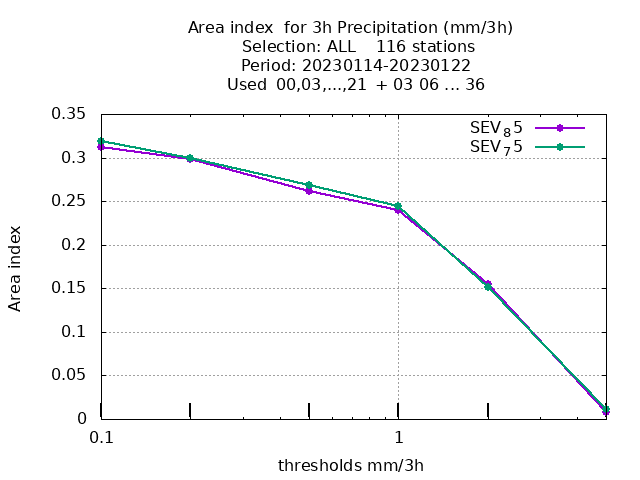 Area index  for 3h Precipitation (mm/3h)
Selection: ALL    116 stations
Period: 20230114-20230122
Used  00,03,...,21  + 03 06 ... 36
0.35
0.3
0.25
0.2
0.15
0.1
0.05
0
SEV₈5
SEV₇5
Area index
0.1
1
thresholds mm/3h